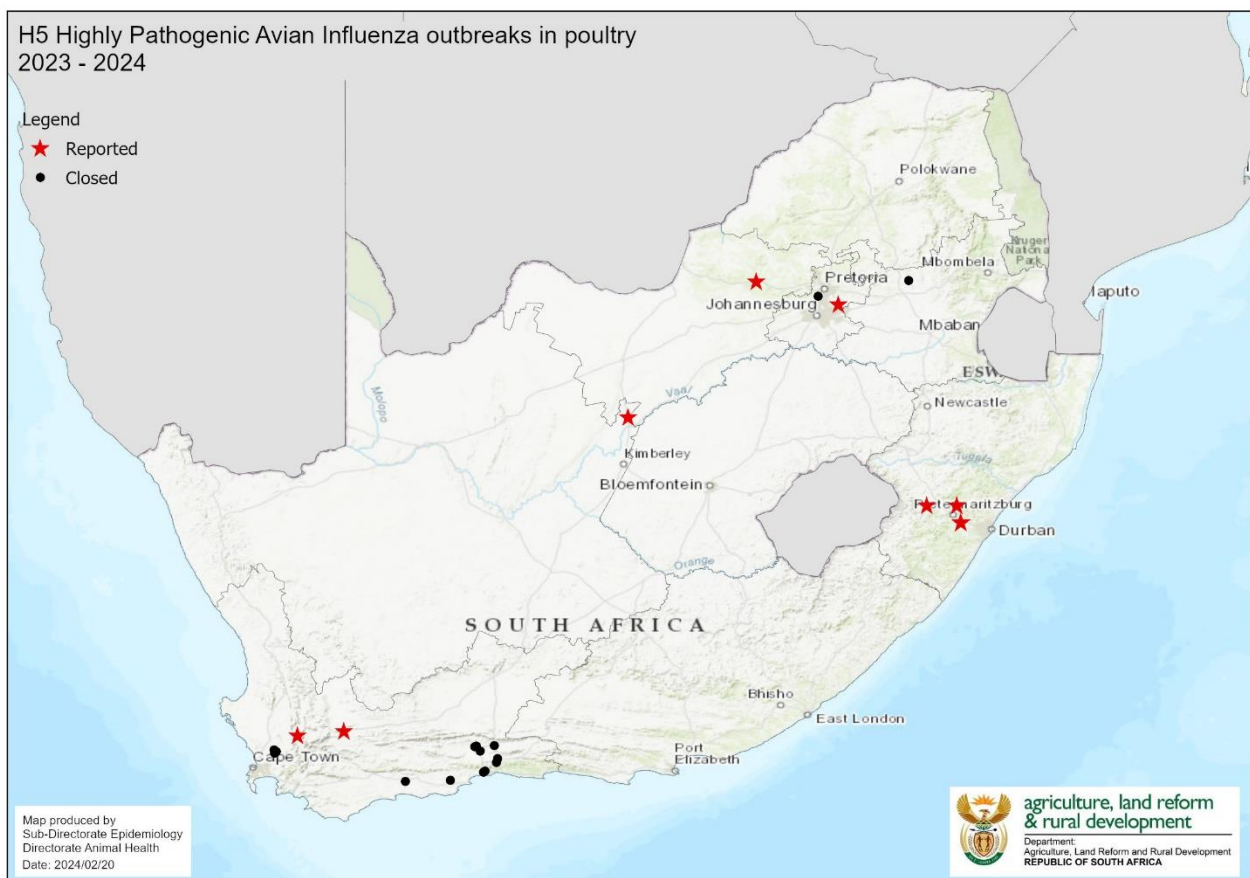 H5 Highly Pathogenic Avian Influenza outbreaks in poultry
2023 - 2024
Legend
Reported
Closed
Polokwane
Kruger
National
Park
Mbombela
Pretoria
Johannesburg
Maputo
Mbaban
ESW
Vaal
Molopo
Newcastle
Kimberley
Tugela
Bloemfontein
Pietermaritzburg
Durban
Orange
SOUTH AFRICA
Bhisho
East London
Port
Elizabeth
Cape Town
Map produced by
Sub-Directorate Epidemiology
Directorate Animal Health
Date: 2024/02/20
agriculture, land reform
& rural development
Department:
Agriculture, Land Reform and Rural Development
REPUBLIC OF SOUTH AFRICA